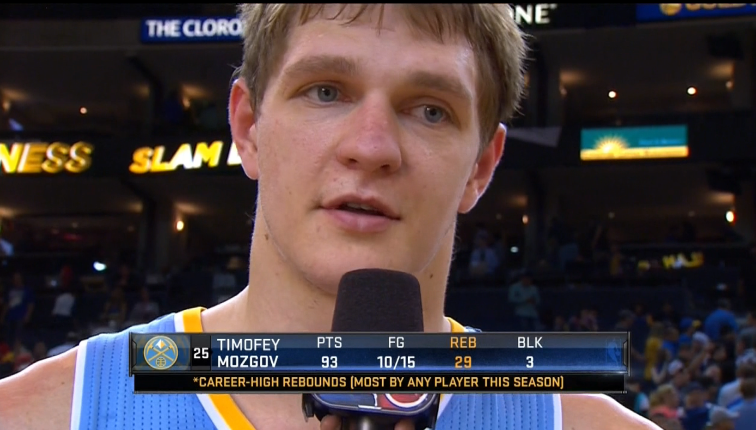 THE CLORO
NESS
SLAM
TIMOFEY PTS FG REB BLK
25 MOZGOV 93 10/15 29 3
*CAREER-HIGH REBOUNDS (MOST BY ANY PLAYER THIS SEASON)